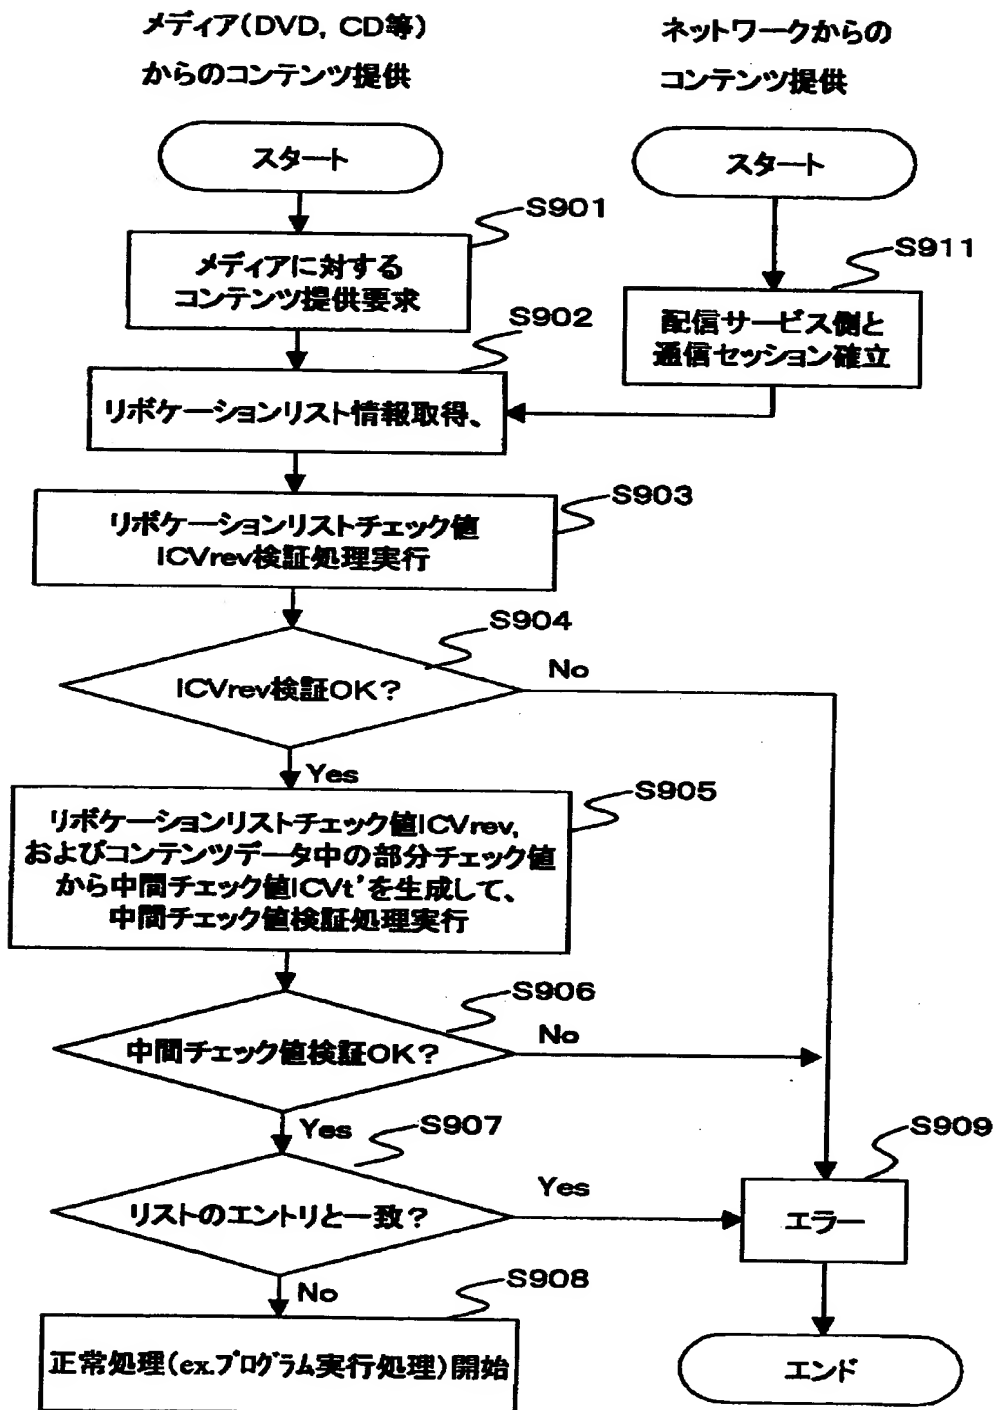 メディア(DVD, CD等)
からのコンテンツ提供
ネットワークからの
コンテンツ提供
スタート
スタート
S901
メディアに対する
コンテンツ提供要求
S911
配信サービス側と
通信セッション確立
S902
リボケーションリスト情報取得、
S903
リボケーションリストチェック値
ICVrev検証処理実行
S904
ICVrev検証OK?
No
Yes
S905
リボケーションリストチェック値ICVrev,
およびコンテンツデータ中の部分チェック値
から中間チェック値ICVt'を生成して、
中間チェック値検証処理実行
S906
中間チェック値検証OK?
No
Yes
S907
リストのエントリと一致?
Yes
S909
エラー
No
S908
正常処理(ex.プログラム実行処理)開始
エンド